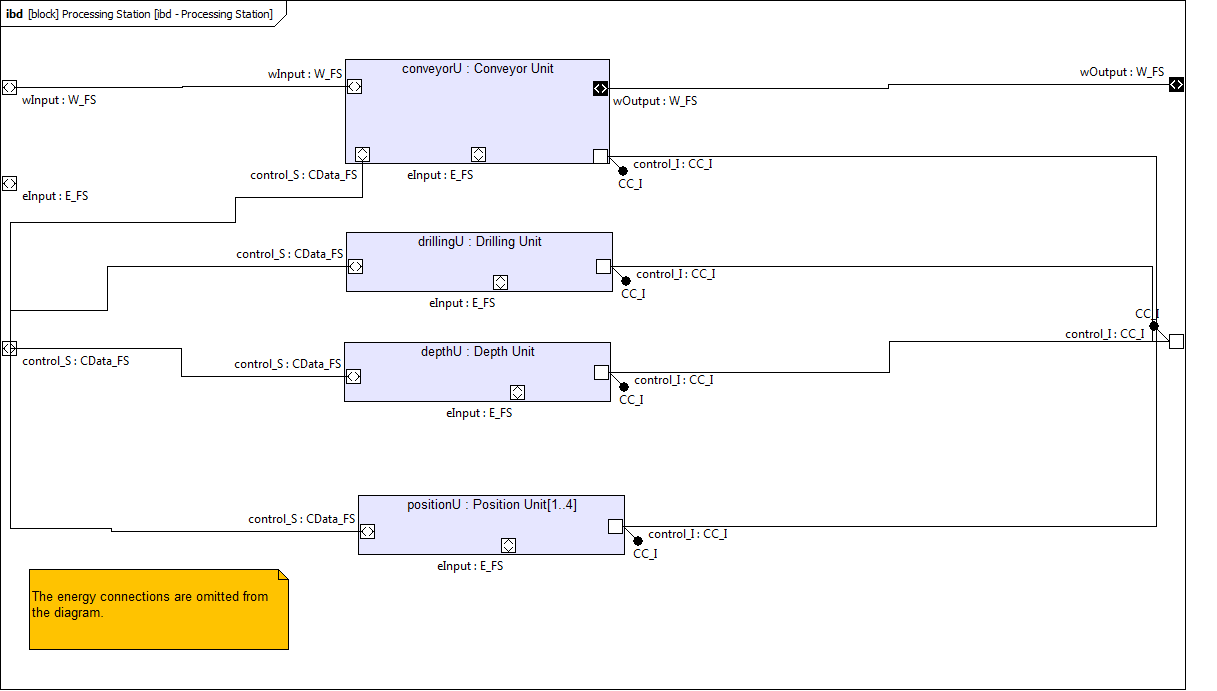 ibd [block] Processing Station [ibd - Processing Station]
conveyorU : Conveyor Unit
wInput : W_FS
wOutput : W_FS
wInput : W_FS
wOutput : W_FS
control_I : CC_I
control_S : CData_FS
eInput : E_FS
CC_I
eInput : E_FS
drillingU : Drilling Unit
control_S : CData_FS
control_I : CC_I
CC_I
eInput : E_FS
CC_I
control_I : CC_I
depthU : Depth Unit
control_S : CData_FS
control_S : CData_FS
control_I : CC_I
CC_I
eInput : E_FS
positionU : Position Unit[1..4]
control_S : CData_FS
control_I : CC_I
CC_I
eInput : E_FS
The energy connections are omitted from
the diagram.